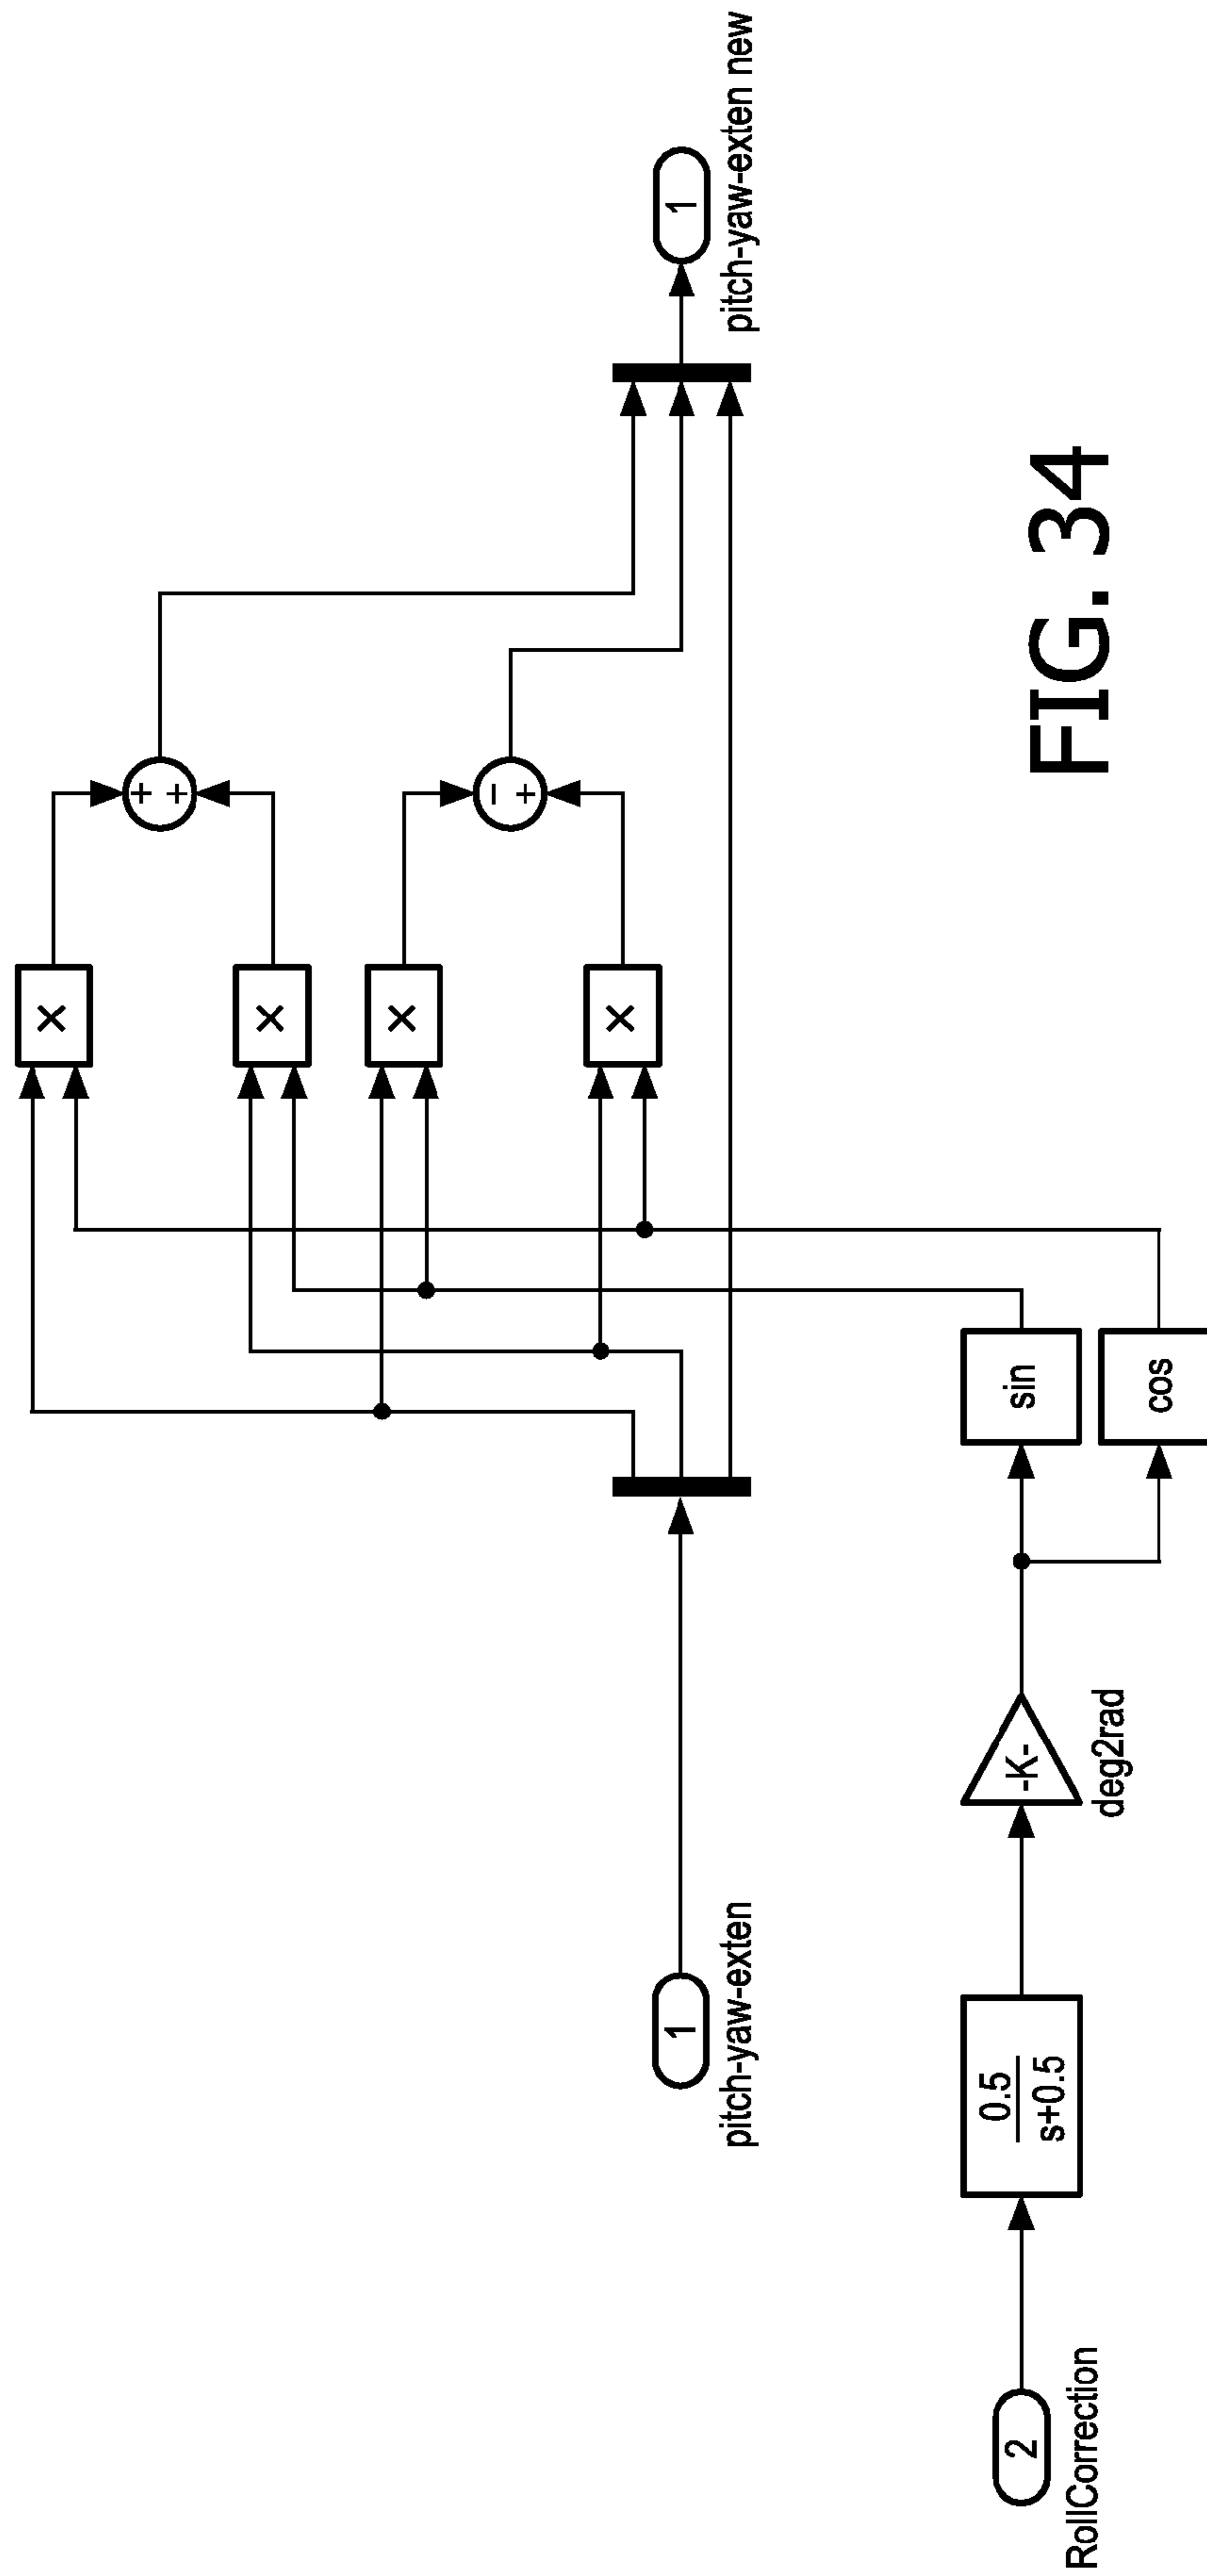 ×
×
×
×
+
+
−
+
1
pitch-yaw-exten
1
pitch-yaw-exten new
2
RollCorrection
0.5
s+0.5
-K-
deg2rad
sin
cos
FIG. 34